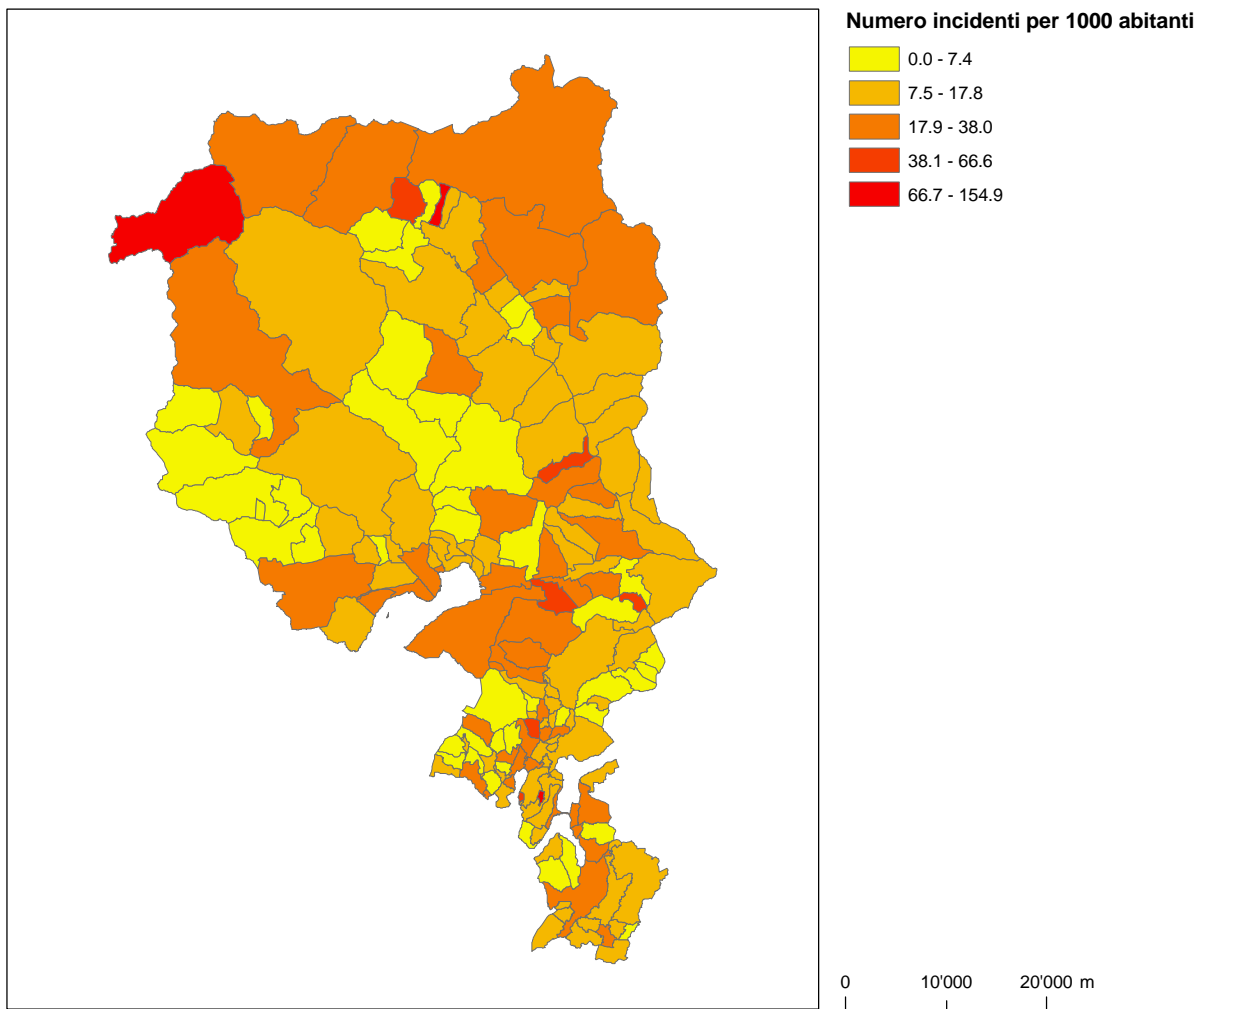 Numero incidenti per 1000 abitanti
0.0 - 7.4
7.5 - 17.8
17.9 - 38.0
38.1 - 66.6
66.7 - 154.9
0 10'000 20'000 m